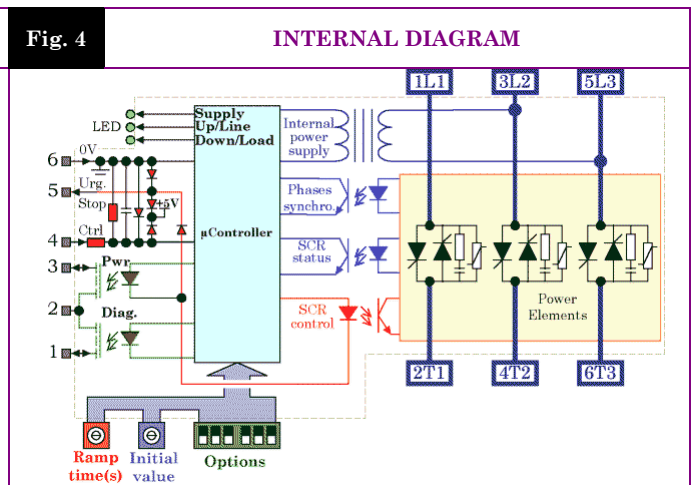 Fig. 4
INTERNAL DIAGRAM
1L1
3L2
5L3
Supply
LED
Up/Line
Down/Load
Internal
power
supply
6
0V
5
Urg.
Stop
+5V
Phases
synchro.
4
Ctrl
µController
SCR
status
3
Pwr
2
Diag.
1
SCR
control
Power
Elements
2T1
4T2
6T3
Ramp
time(s)
Initial
value
Options